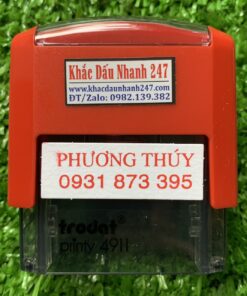 Khắc Dấu Nhanh 247
www.khacdaunhanh247.com
ĐT/Zalo: 0982.139.382
PHƯƠNG THÚY
0931 873 395
trodat
printy 4911